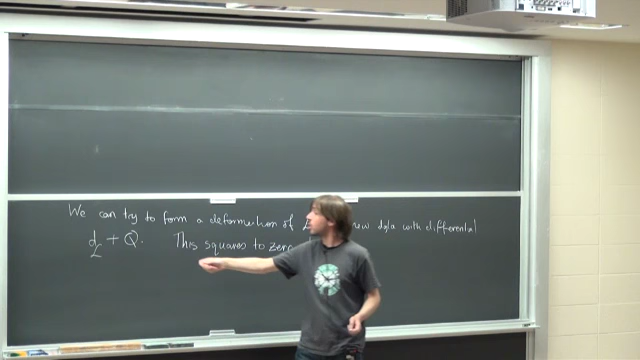 We can try to form a deformation of new dgla with differential
d_L + Q. This squares to zero